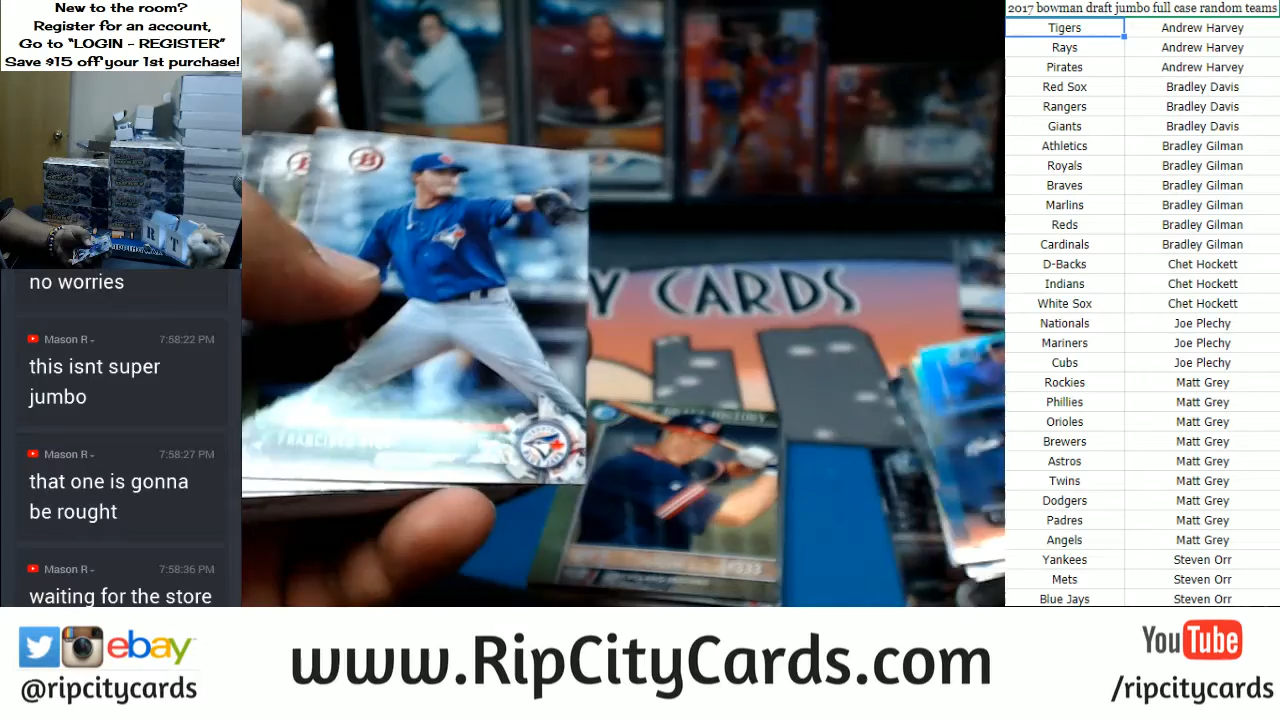 New to the room?
Register for an account,
Go to “LOGIN - REGISTER”
Save $15 off your 1st purchase!
no worries
Mason R 7:58:22 PM
this isnt super
jumbo
Mason R 7:58:27 PM
that one is gonna
be rought
Mason R 7:58:36 PM
waiting for the store
B
Y CARDS
2017 bowman draft jumbo full case random teams
Tigers Andrew Harvey
Rays Andrew Harvey
Pirates Andrew Harvey
Red Sox Bradley Davis
Rangers Bradley Davis
Giants Bradley Davis
Athletics Bradley Gilman
Royals Bradley Gilman
Braves Bradley Gilman
Marlins Bradley Gilman
Reds Bradley Gilman
Cardinals Bradley Gilman
D-Backs Chet Hockett
Indians Chet Hockett
White Sox Chet Hockett
Nationals Joe Plechy
Mariners Joe Plechy
Cubs Joe Plechy
Rockies Matt Grey
Phillies Matt Grey
Orioles Matt Grey
Brewers Matt Grey
Astros Matt Grey
Twins Matt Grey
Dodgers Matt Grey
Padres Matt Grey
Angels Matt Grey
Yankees Steven Orr
Mets Steven Orr
Blue Jays Steven Orr
ebay
@ripcitycards
www.RipCityCards.com
YouTube
/ripcitycards